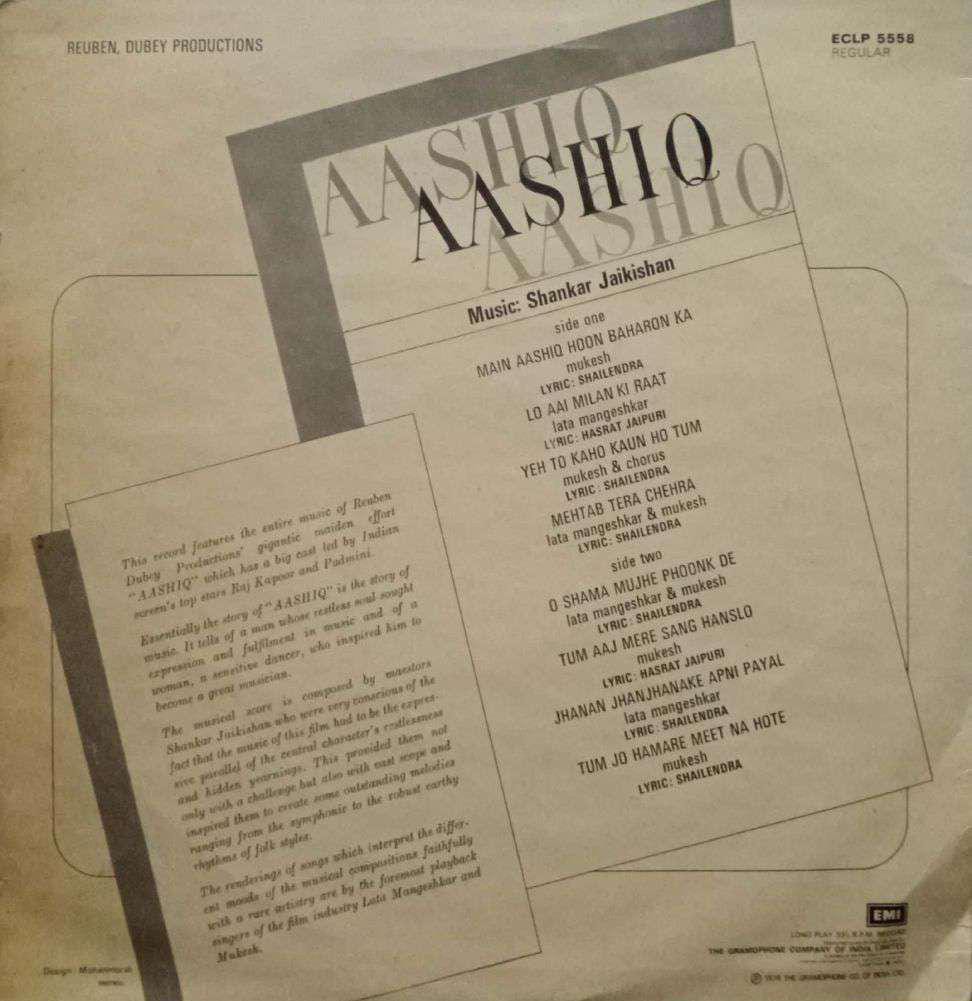 REUBEN, DUBEY PRODUCTIONS
ECLP 5558
REGULAR
AASHIQ
AASHIQ
AASHIQ
Music: Shankar Jaikishan
side one
MAIN AASHIQ HOON BAHARON KA
mukesh
LYRIC: SHAILENDRA
LO AAI MILAN KI RAAT
lata mangeshkar
LYRIC: HASRAT JAIPURI
YEH TO KAHO KAUN HO TUM
mukesh & chorus
LYRIC: SHAILENDRA
MEHTAB TERA CHEHRA
lata mangeshkar & mukesh
LYRIC: SHAILENDRA
side two
O SHAMA MUJHE PHOONK DE
lata mangeshkar & mukesh
LYRIC: SHAILENDRA
TUM AAJ MERE SANG HANSLO
mukesh
LYRIC: HASRAT JAIPURI
JHANAN JHANJHANAKE APNI PAYAL
lata mangeshkar
LYRIC: SHAILENDRA
TUM JO HAMARE MEET NA HOTE
mukesh
LYRIC: SHAILENDRA
This record features the entire music of Reuben
Dubey Productions' gigantic maiden effort
"AASHIQ" which has a big cast led by Indian
screen's top stars Raj Kapoor and Padmini.
Essentially the story of "AASHIQ" is the story of
music. It tells of a man whose restless soul sought
expression and fulfilment in music and of a
woman, a sensitive dancer, who inspired him to
become a great musician.
The musical score is composed by maestors
Shankar Jaikishan who were very conscious of the
fact that the music of this film had to be the expres-
sive parallel of the central character's restlessness
and hidden yearnings. This provided them not
only with a challenge but also with vast scope and
inspired them to create some outstanding melodies
ranging from the symphonic to the robust earthy
rhythms of folk styles.
The renderings of songs which interpret the differ-
ent moods of the musical compositions faithfully
with a rare artistry are by the foremost playback
singers of the film industry Lata Mangeshkar and
Mukesh.
EMI
LONG PLAY 33⅓ R.P.M. RECORD
THE GRAMOPHONE COMPANY OF INDIA LIMITED
THE GRAMOPHONE CO. OF INDIA LTD.
Design: